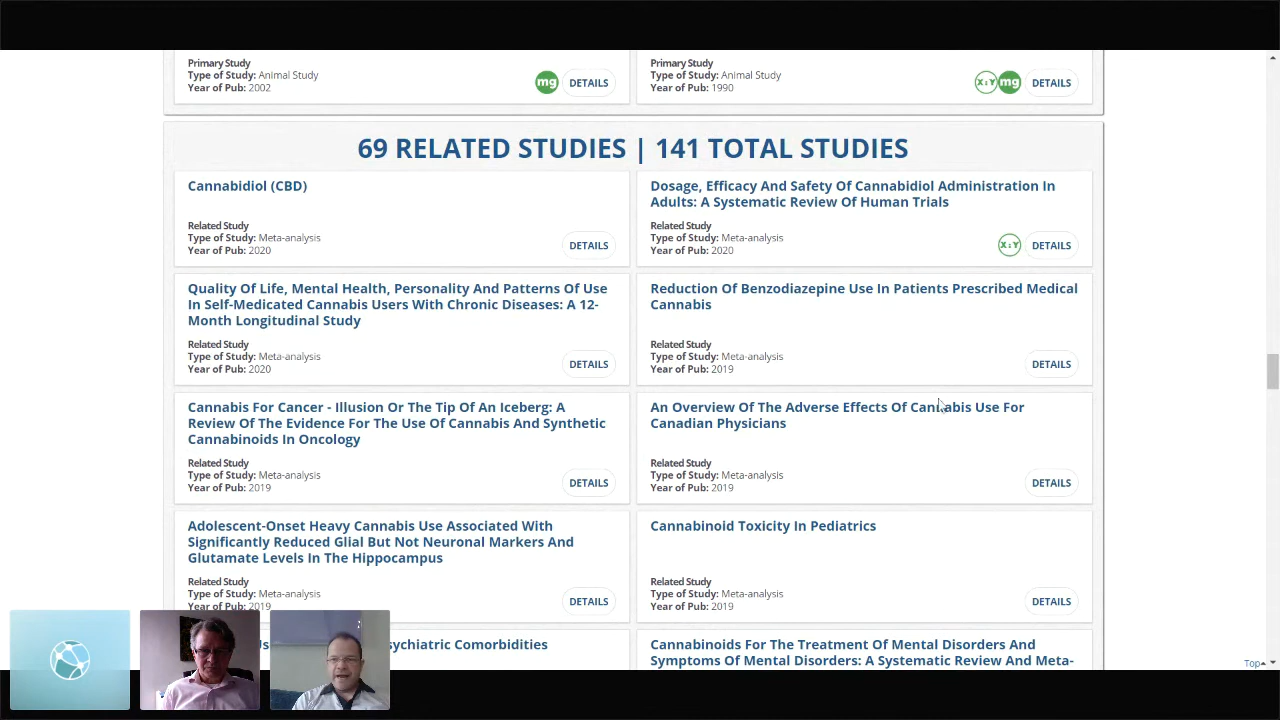 Primary Study
Type of Study: Animal Study
Year of Pub: 2002
mg
DETAILS
Primary Study
Type of Study: Animal Study
Year of Pub: 1990
X:Y
mg
DETAILS
69 RELATED STUDIES | 141 TOTAL STUDIES
Cannabidiol (CBD)
Related Study
Type of Study: Meta-analysis
Year of Pub: 2020
DETAILS
Dosage, Efficacy And Safety Of Cannabidiol Administration In
Adults: A Systematic Review Of Human Trials
Related Study
Type of Study: Meta-analysis
Year of Pub: 2020
X:Y
DETAILS
Quality Of Life, Mental Health, Personality And Patterns Of Use
In Self-Medicated Cannabis Users With Chronic Diseases: A 12-
Month Longitudinal Study
Related Study
Type of Study: Meta-analysis
Year of Pub: 2020
DETAILS
Reduction Of Benzodiazepine Use In Patients Prescribed Medical
Cannabis
Related Study
Type of Study: Meta-analysis
Year of Pub: 2019
DETAILS
Cannabis For Cancer - Illusion Or The Tip Of An Iceberg: A
Review Of The Evidence For The Use Of Cannabis And Synthetic
Cannabinoids In Oncology
Related Study
Type of Study: Meta-analysis
Year of Pub: 2019
DETAILS
An Overview Of The Adverse Effects Of Cannabis Use For
Canadian Physicians
Related Study
Type of Study: Meta-analysis
Year of Pub: 2019
DETAILS
Adolescent-Onset Heavy Cannabis Use Associated With
Significantly Reduced Glial But Not Neuronal Markers And
Glutamate Levels In The Hippocampus
Related Study
Type of Study: Meta-analysis
Year of Pub: 2019
DETAILS
Cannabinoid Toxicity In Pediatrics
Related Study
Type of Study: Meta-analysis
Year of Pub: 2019
DETAILS
Comorbidities
Cannabinoids For The Treatment Of Mental Disorders And
Symptoms Of Mental Disorders: A Systematic Review And Meta-
Top